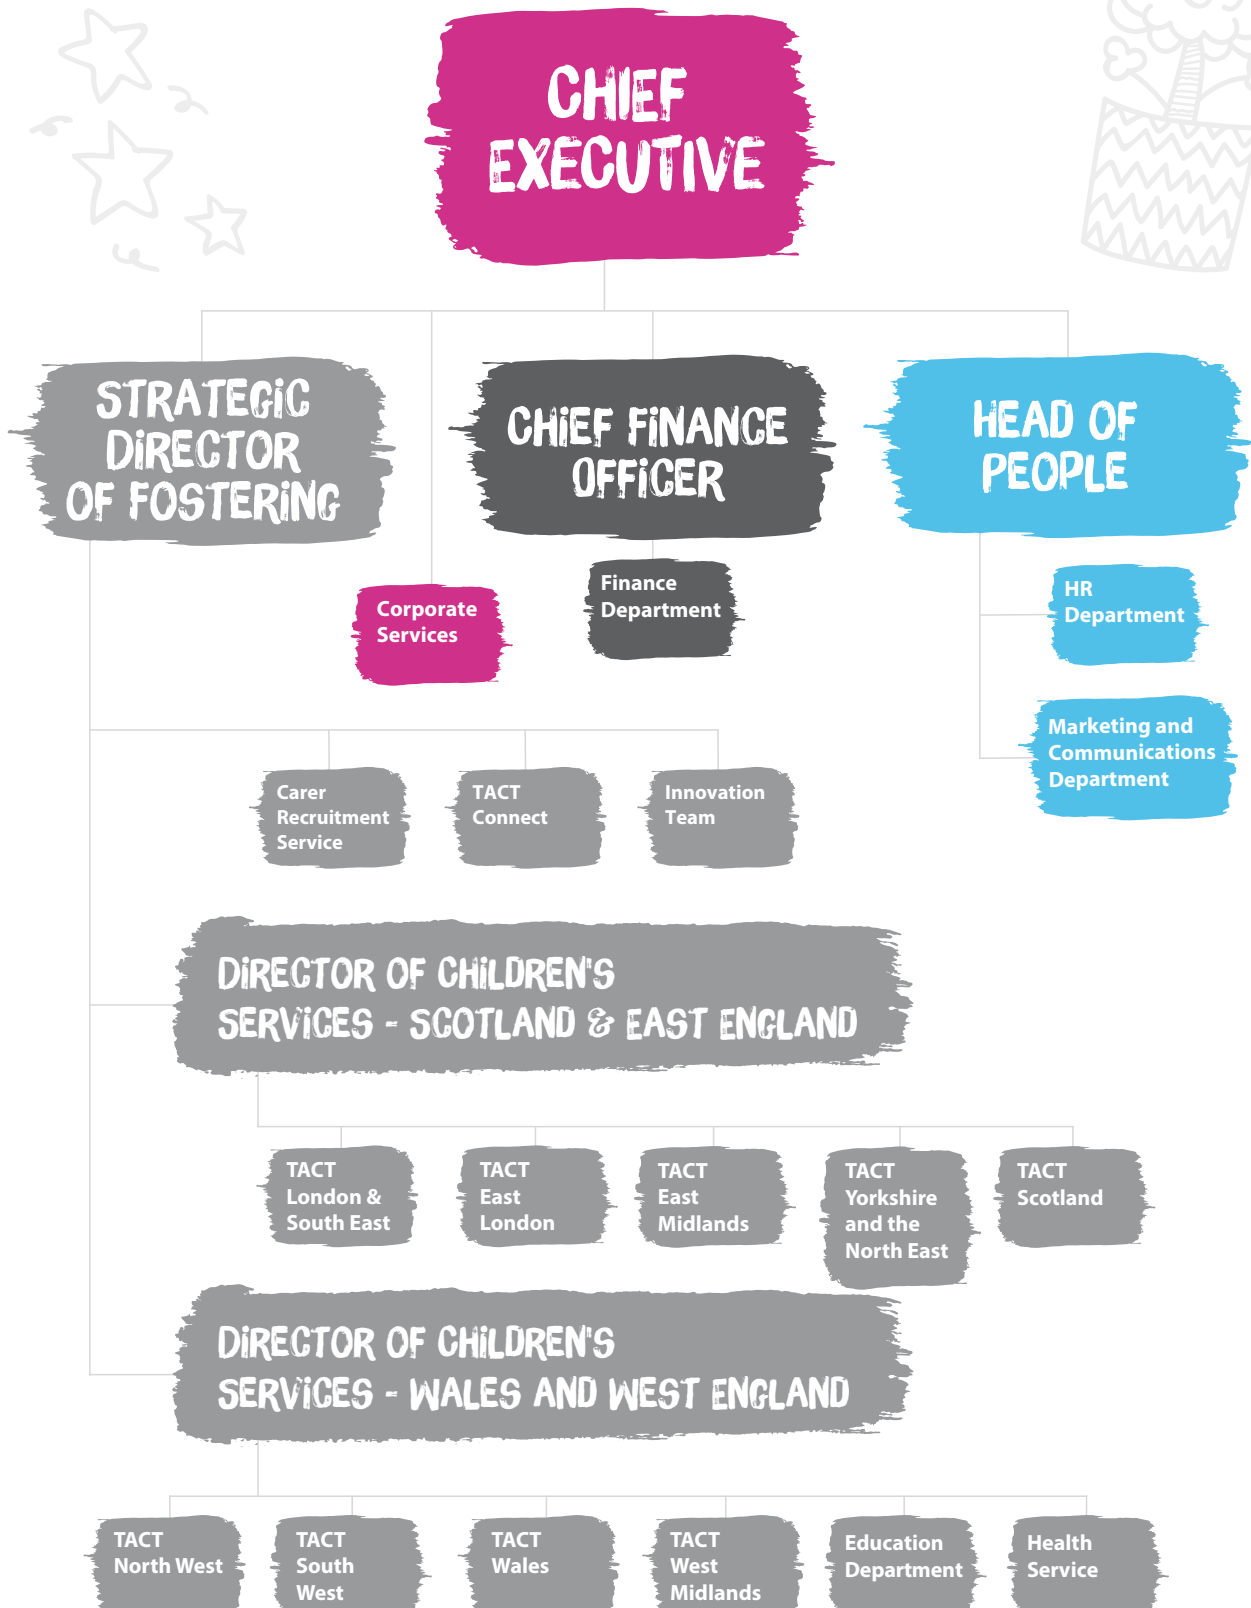 CHIEF
EXECUTIVE
STRATEGIC
DIRECTOR
OF FOSTERING
CHIEF FINANCE
OFFICER
HEAD OF
PEOPLE
Corporate
Services
Finance
Department
HR
Department
Marketing and
Communications
Department
Carer
Recruitment
Service
TACT
Connect
Innovation
Team
DIRECTOR OF CHILDREN'S
SERVICES - SCOTLAND & EAST ENGLAND
TACT
London &
South East
TACT
East
London
TACT
East
Midlands
TACT
Yorkshire
and the
North East
TACT
Scotland
DIRECTOR OF CHILDREN'S
SERVICES - WALES AND WEST ENGLAND
TACT
North West
TACT
South
West
TACT
Wales
TACT
West
Midlands
Education
Department
Health
Service